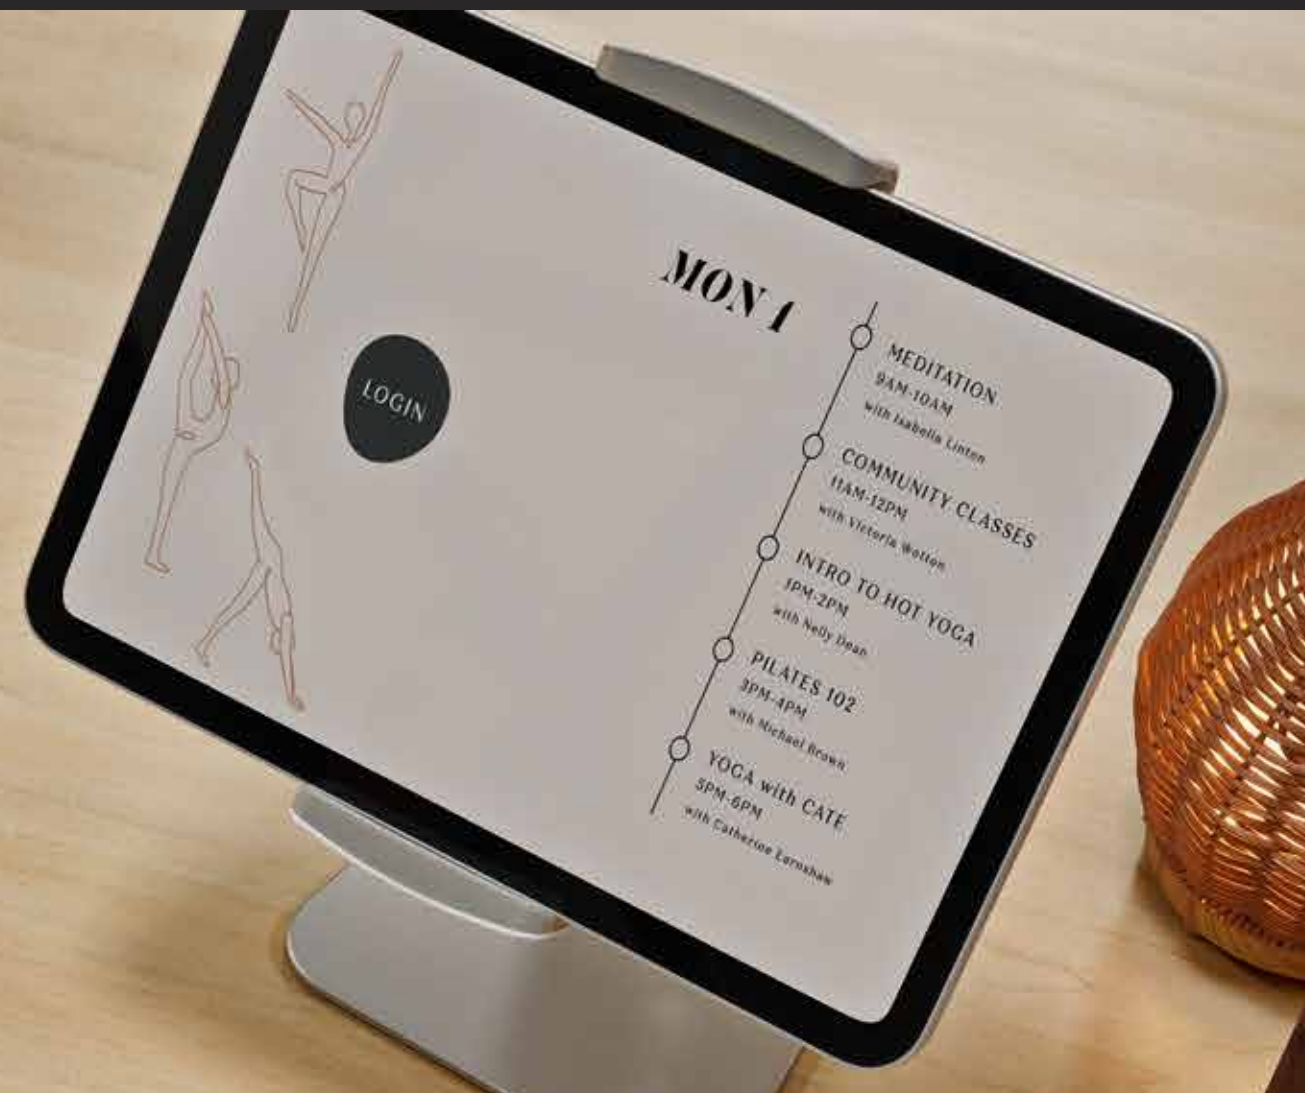 LOGIN
MON 1
MEDITATION
9AM-10AM
with Isabella Linton
COMMUNITY CLASSES
11AM-12PM
with Victoria Wotton
INTRO TO HOT YOGA
1PM-2PM
with Nelly Dean
PILATES 102
3PM-4PM
with Michael Brown
YOGA with CATE
5PM-6PM
with Catherine Earnshaw